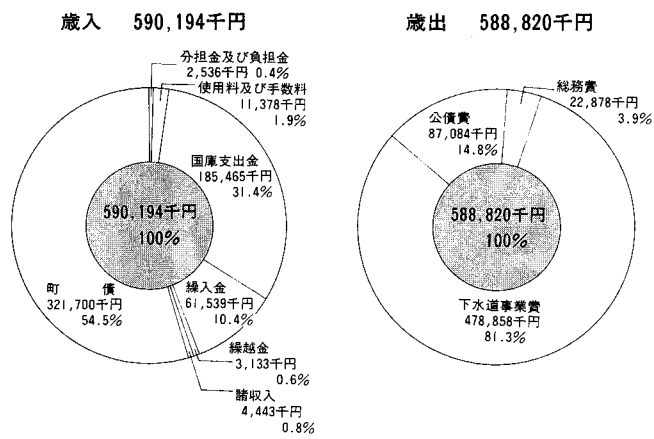 歳入 590,194千円
分担金及び負担金
2,536千円 0.4%
使用料及び手数料
11,378千円
1.9%
国庫支出金
185,465千円
31.4%
590,194千円
100%
町 債
321,700千円
54.5%
繰入金
61,539千円
10.4%
繰越金
3,133千円
0.6%
諸収入
4,443千円
0.8%
歳出 588,820千円
総務費
22,878千円
3.9%
公債費
87,084千円
14.8%
588,820千円
100%
下水道事業費
478,858千円
81.3%